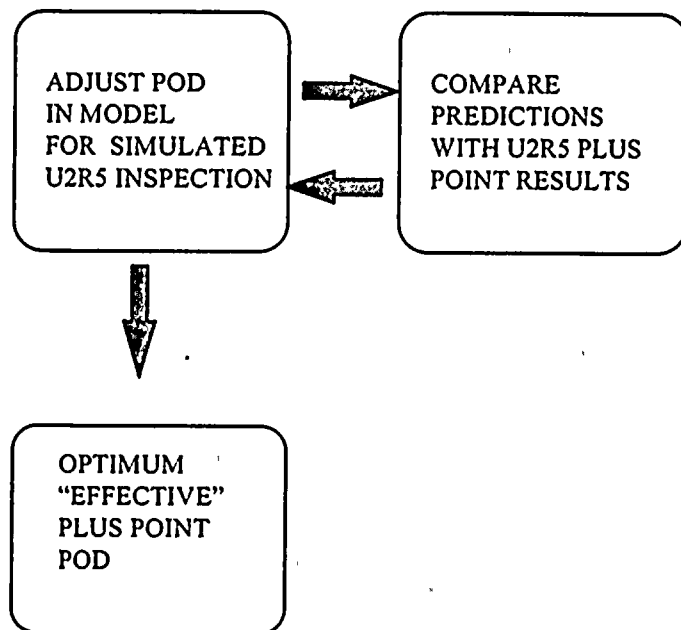 ADJUST POD
IN MODEL
FOR SIMULATED
U2R5 INSPECTION
COMPARE
PREDICTIONS
WITH U2R5 PLUS
POINT RESULTS
OPTIMUM
“EFFECTIVE”
PLUS POINT
POD